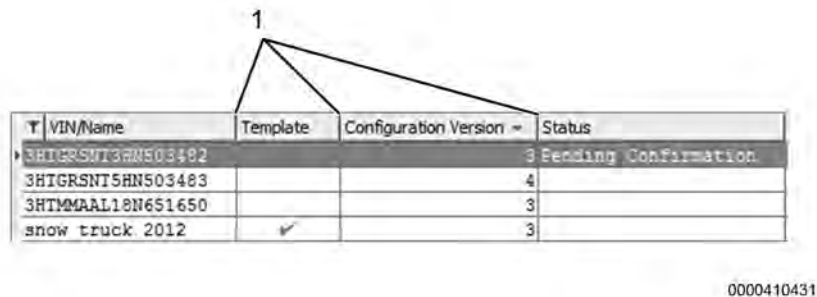 1
VIN/Name Template Configuration Version Status
3HTGRSNT3HN503482 3 Pending Confirmation
3HTGRSNT5HN503483 4
3HTMMAAL18N651650 3
snow truck 2012 ✓ 3
0000410431